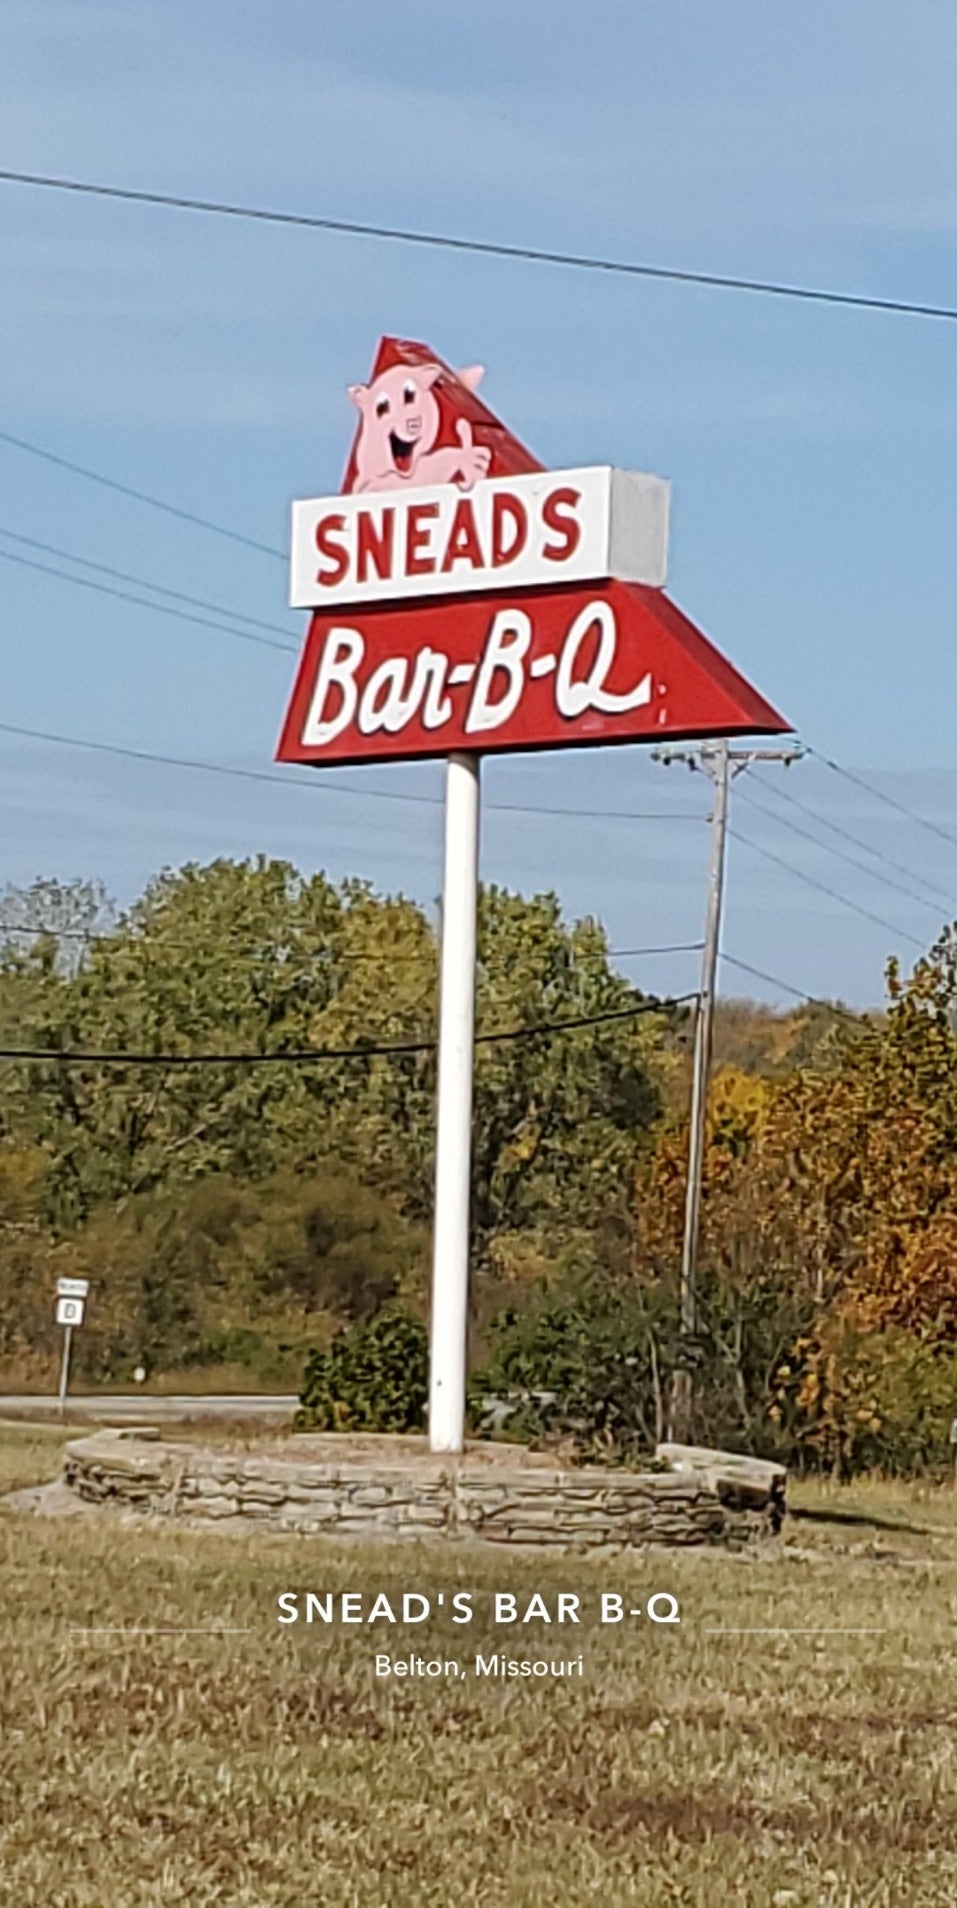 SNEADS
Bar-B-Q
D
SNEAD'S BAR B-Q
Belton, Missouri